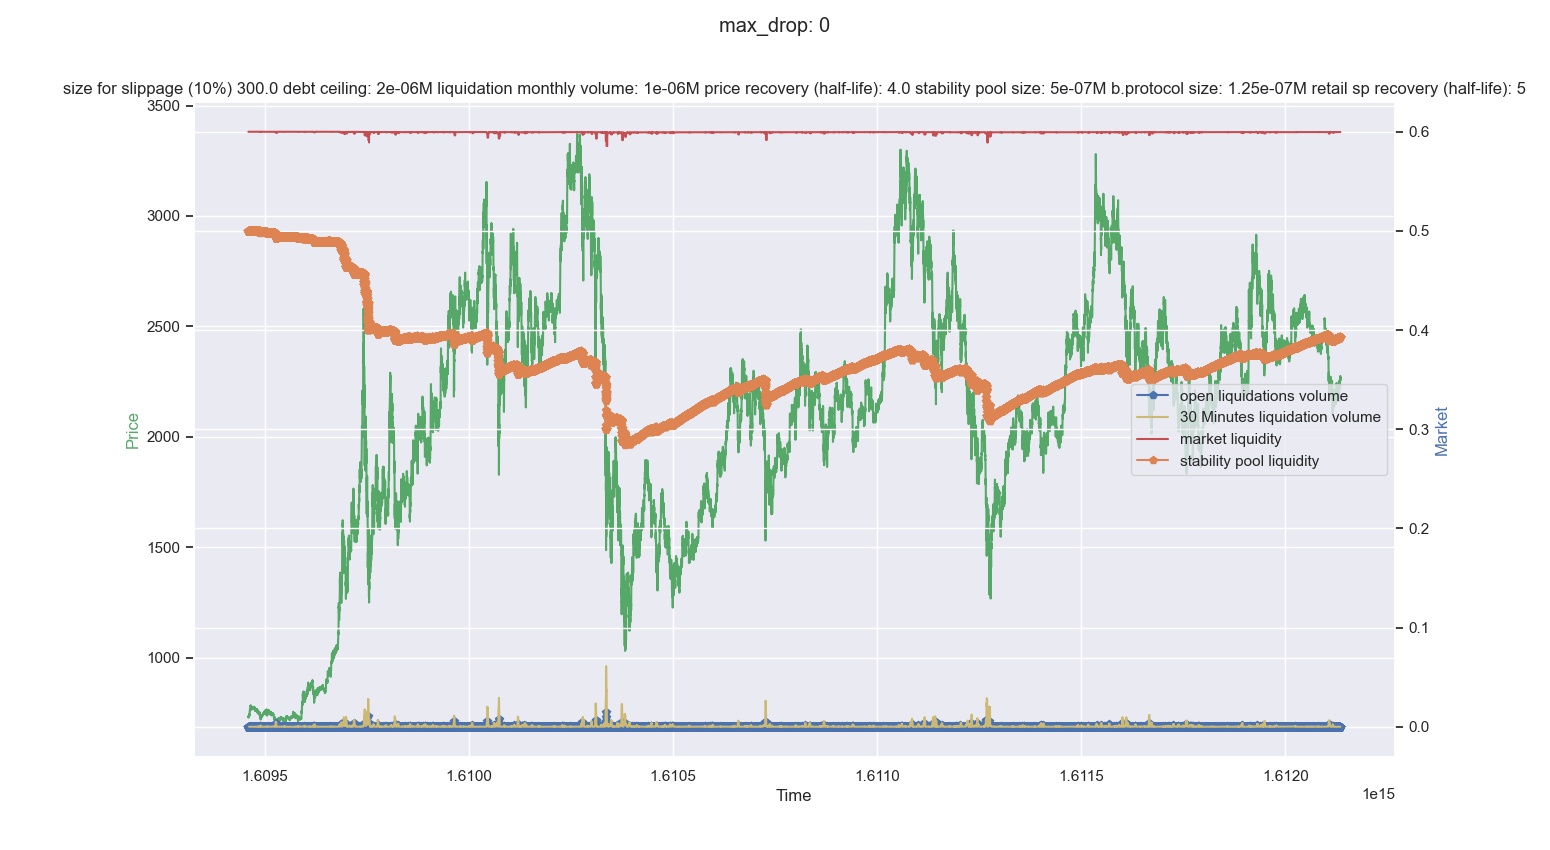 max_drop: 0
size for slippage (10%) 300.0 debt ceiling: 2e-06M liquidation monthly volume: 1e-06M price recovery (half-life): 4.0 stability pool size: 5e-07M b.protocol size: 1.25e-07M retail sp recovery (half-life): 5
3500
3000
2500
2000
1500
1000
Price
0.6
0.5
0.4
0.3
0.2
0.1
0.0
Market
open liquidations volume
30 Minutes liquidation volume
market liquidity
stability pool liquidity
1.6095
1.6100
1.6105
1.6110
1.6115
1.6120
Time
1e15